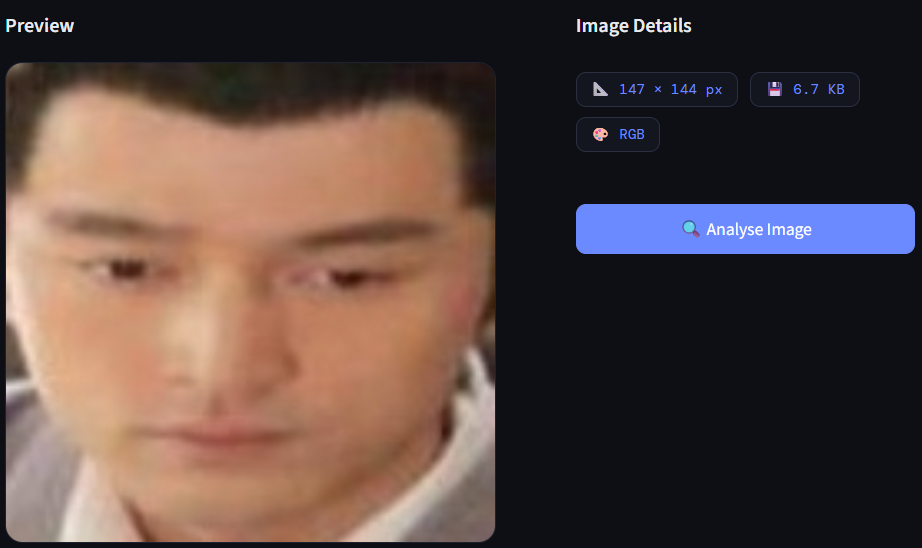 Preview
Image Details
147 × 144 px
6.7 KB
RGB
Analyse Image